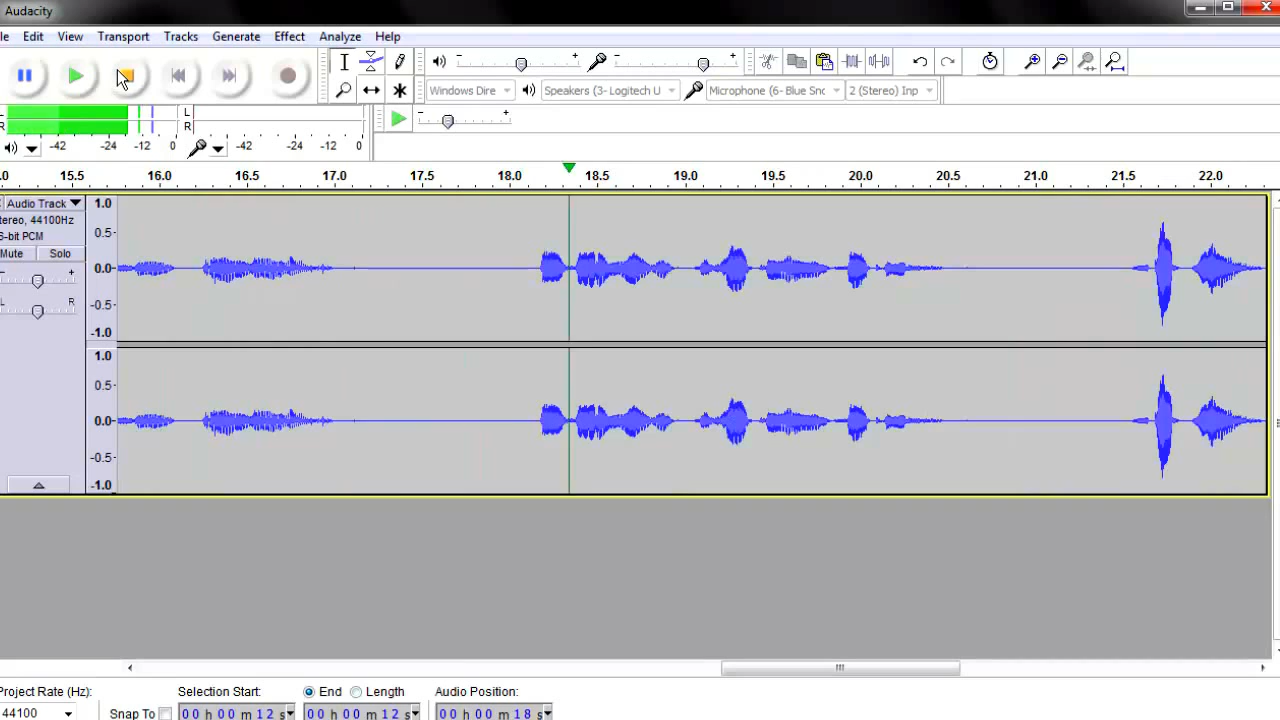 Audacity
le Edit View Transport Tracks Generate Effect Analyze Help
Windows Dire Speakers (3- Logitech U Microphone (6- Blue Snc 2 (Stereo) Inp
L L
R R
-42 -24 -12 0 -42 -24 -12 0
5.0 15.5 16.0 16.5 17.0 17.5 18.0 18.5 19.0 19.5 20.0 20.5 21.0 21.5 22.0
Audio Track 1.0
tereo, 44100Hz
6-bit PCM 0.5
Mute Solo
0.0
- +
L R
-0.5
-1.0
1.0
0.5
0.0
-0.5
-1.0
Project Rate (Hz): Selection Start: End Length Audio Position:
44100 Snap To 00 h 00 m 12 s 00 h 00 m 12 s 00 h 00 m 18 s